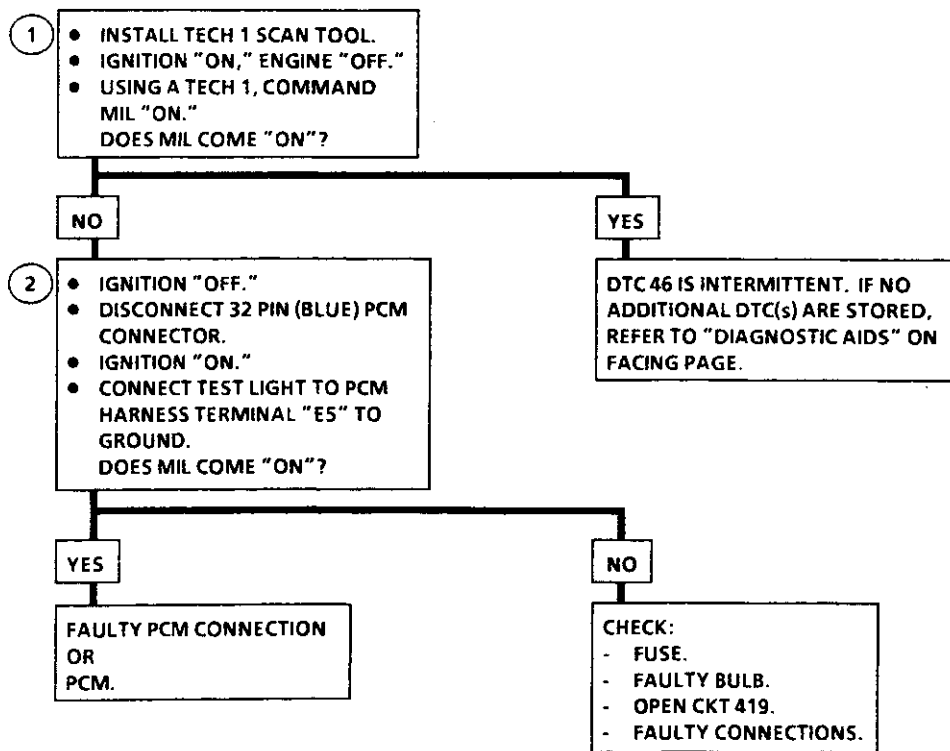 1
• INSTALL TECH 1 SCAN TOOL.
• IGNITION "ON," ENGINE "OFF."
• USING A TECH 1, COMMAND
MIL "ON."
DOES MIL COME "ON"?
NO
YES
2
• IGNITION "OFF."
• DISCONNECT 32 PIN (BLUE) PCM
CONNECTOR.
• IGNITION "ON."
• CONNECT TEST LIGHT TO PCM
HARNESS TERMINAL "E5" TO
GROUND.
DOES MIL COME "ON"?
DTC 46 IS INTERMITTENT. IF NO
ADDITIONAL DTC(s) ARE STORED,
REFER TO "DIAGNOSTIC AIDS" ON
FACING PAGE.
YES
NO
FAULTY PCM CONNECTION
OR
PCM.
CHECK:
- FUSE.
- FAULTY BULB.
- OPEN CKT 419.
- FAULTY CONNECTIONS.